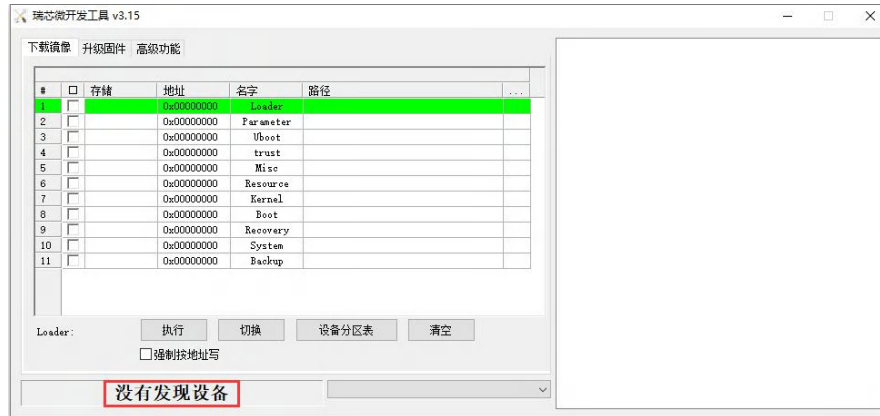 瑞芯微开发工具 v3.15
下载镜像 升级固件 高级功能
# 存储 地址 名字 路径 ...
1 0x00000000 Loader
2 0x00000000 Parameter
3 0x00000000 Uboot
4 0x00000000 trust
5 0x00000000 Misc
6 0x00000000 Resource
7 0x00000000 Kernel
8 0x00000000 Boot
9 0x00000000 Recovery
10 0x00000000 System
11 0x00000000 Backup
Loader: 执行 切换 设备分区表 清空
强制按地址写
没有发现设备